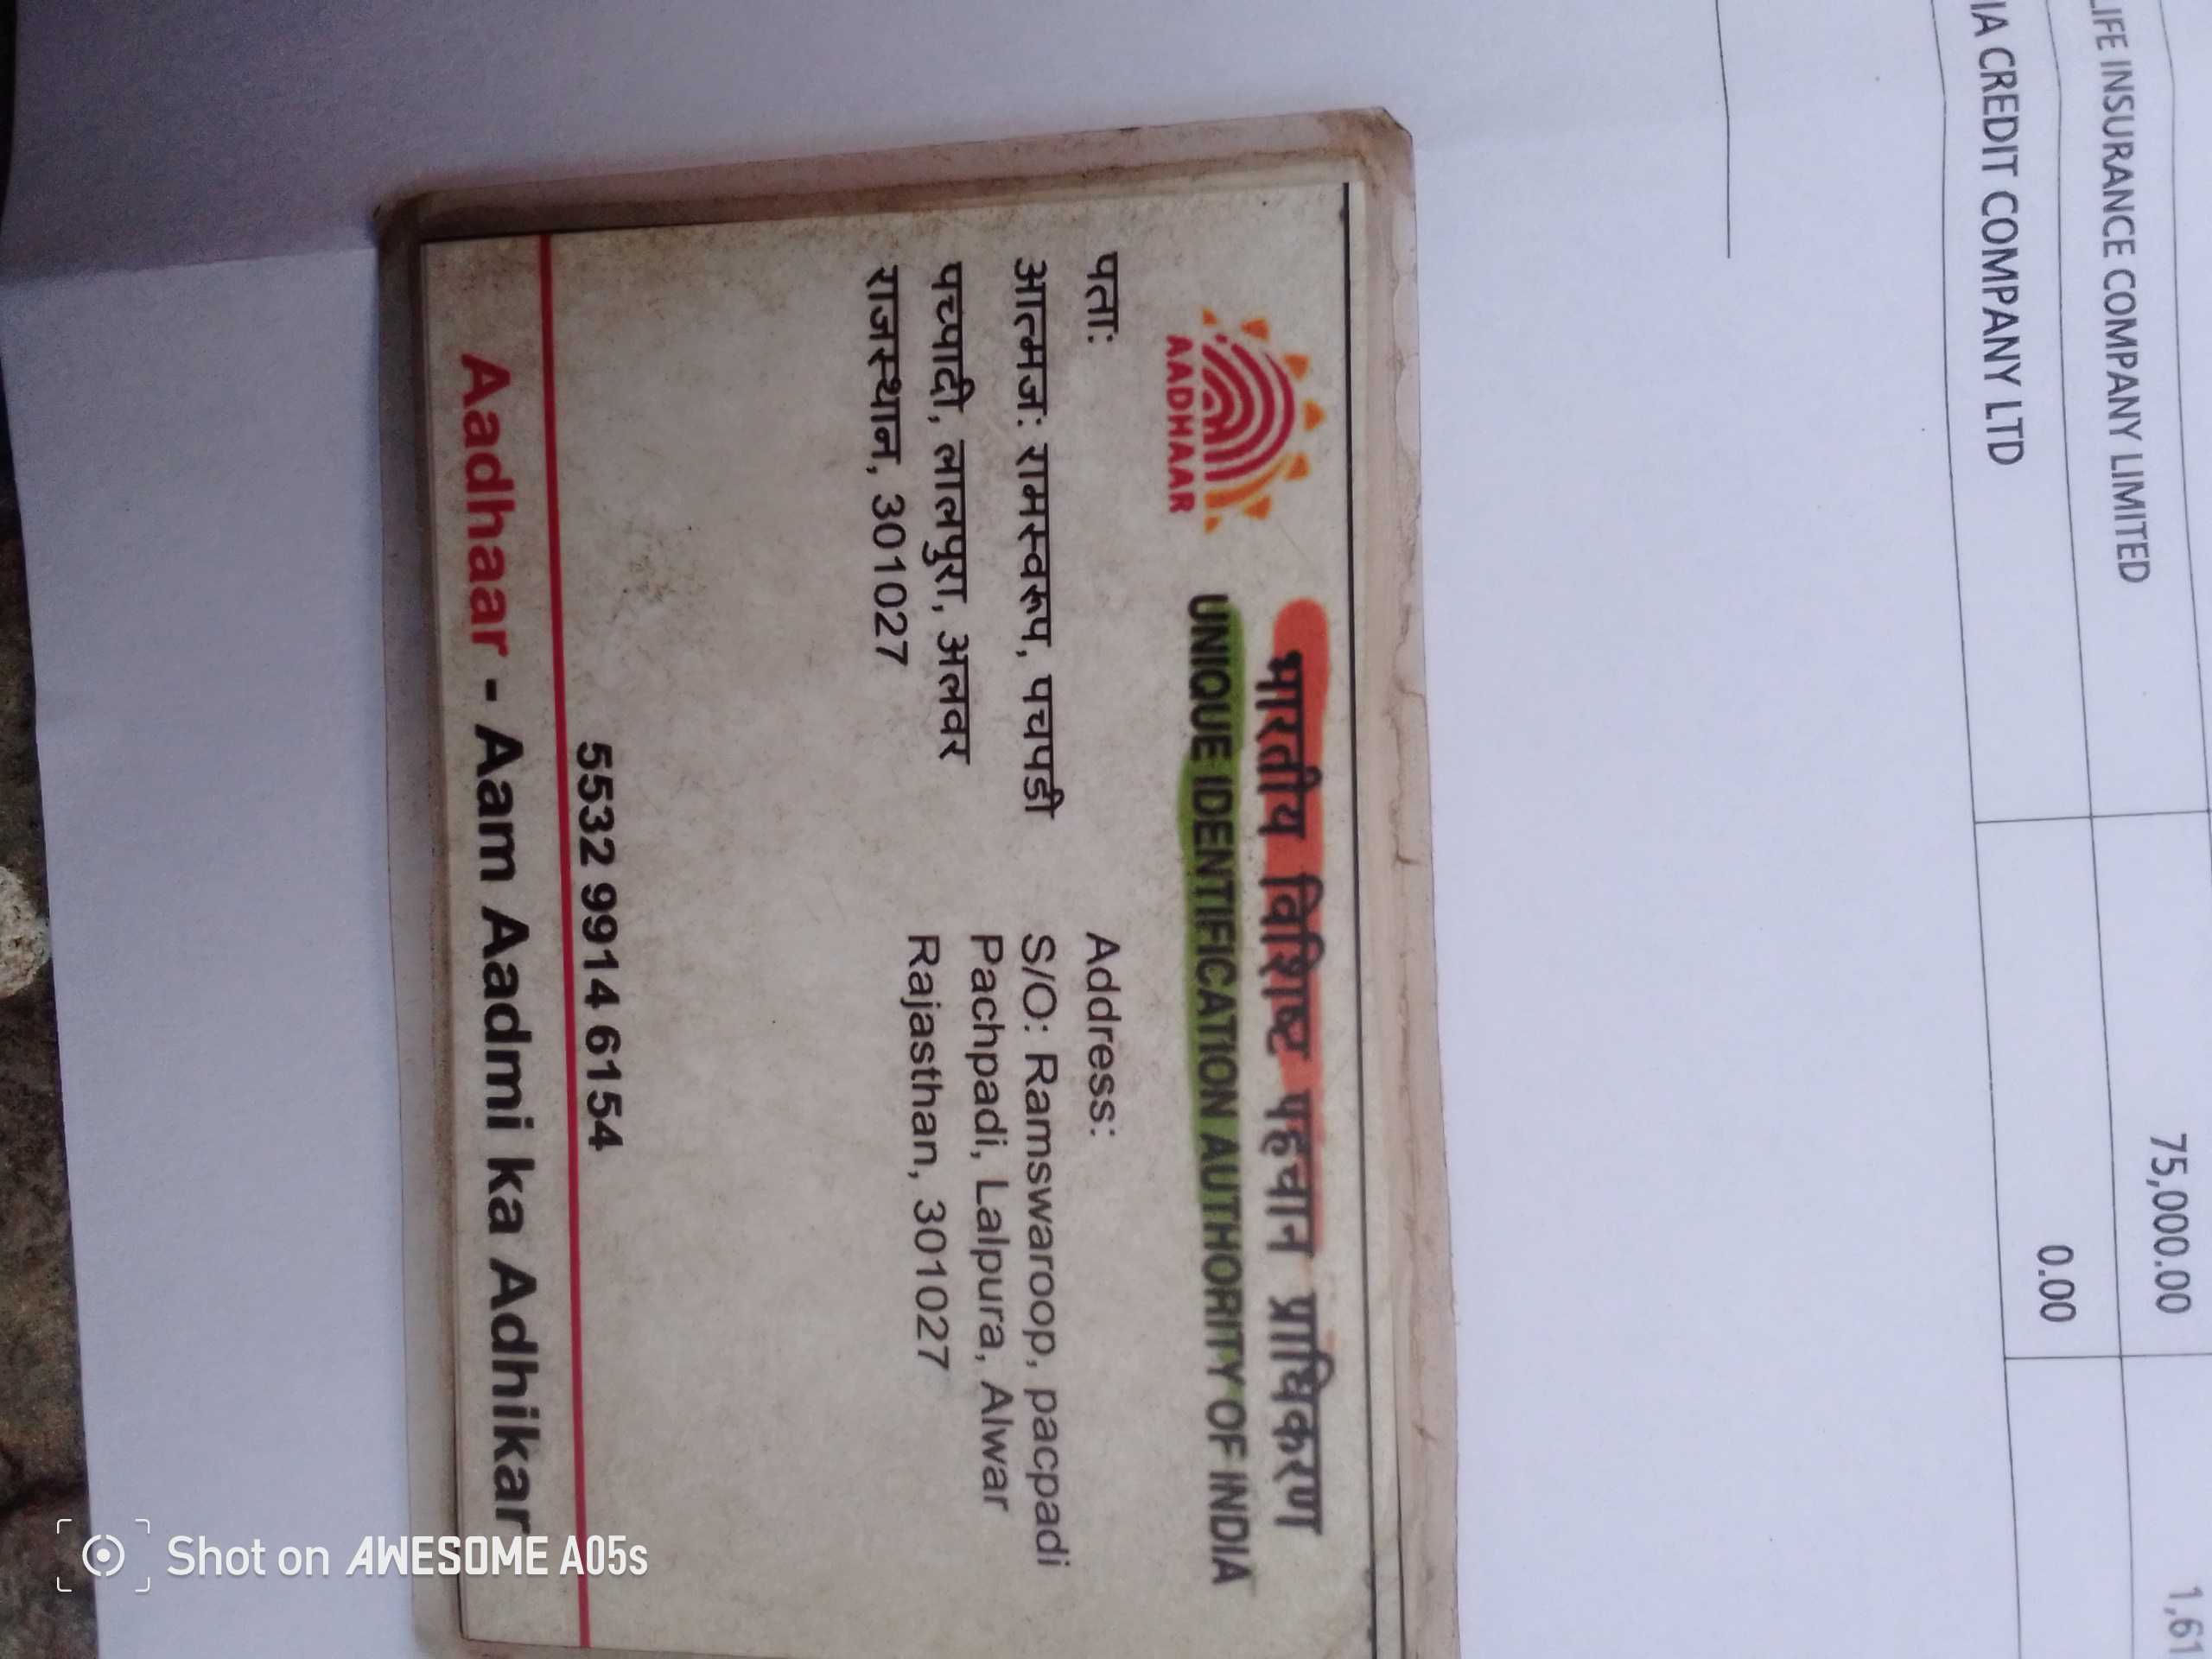 LIFE INSURANCE COMPANY LIMITED 75,000.00 1,61
IA CREDIT COMPANY LTD 0.00
भारतीय विशिष्ट पहचान प्राधिकरण
UNIQUE IDENTIFICATION AUTHORITY OF INDIA
AADHAAR
पता:
आत्मज: रामस्वरूप, पचपडी
पच्पादी, लालपुरा, अलवर
राजस्थान, 301027
Address:
S/O: Ramswaroop, pacpadi
Pachpadi, Lalpura, Alwar
Rajasthan, 301027
5532 9914 6154
Aadhaar - Aam Aadmi ka Adhikar
Shot on AWESOME A05s